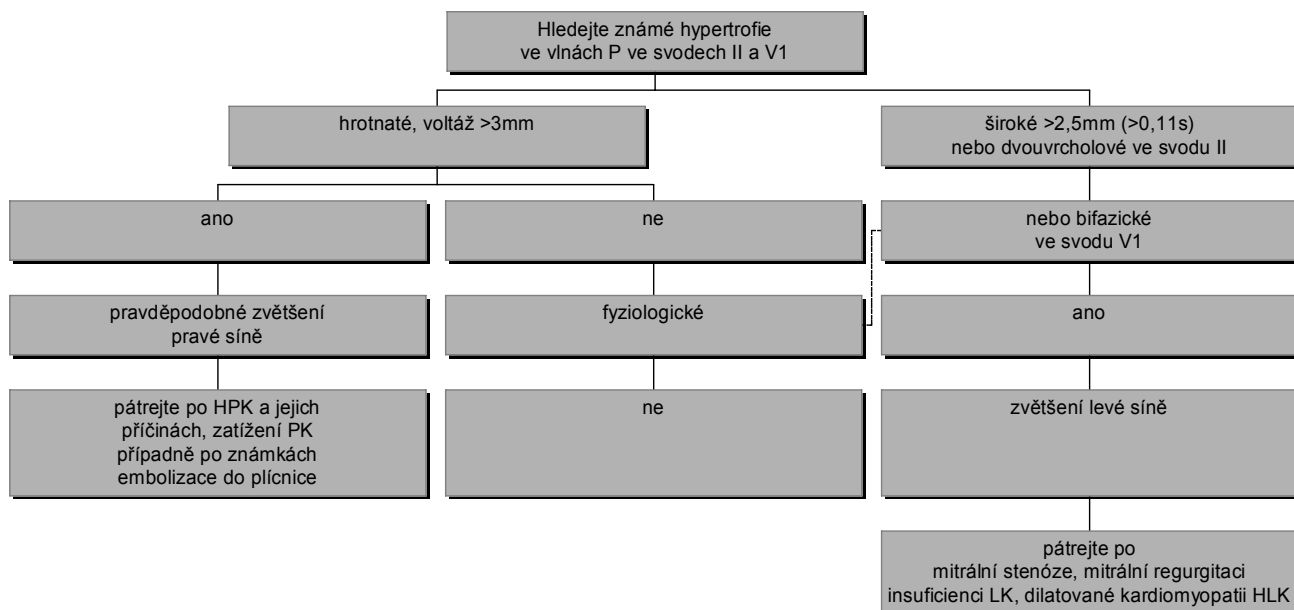 Hledejte známé hypertrofie
ve vlnách P ve svodech II a V1
hrotnaté, voltáž >3mm
široké >2,5mm (>0,11s)
nebo dvouvrcholové ve svodu II
ano
ne
nebo bifazické
ve svodu V1
pravděpodobné zvětšení
pravé síně
fyziologické
ano
pátrejte po HPK a jejich
příčinách, zatížení PK
případně po známkách
embolizace do plícnice
ne
zvětšení levé síně
pátrejte po
mitrální stenóze, mitrální regurgitaci
insuficienci LK, dilatované kardiomyopatii HLK